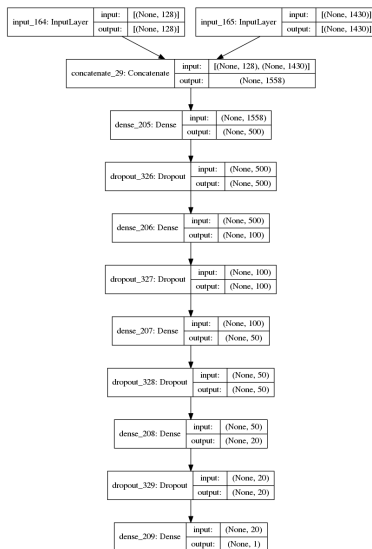 input_164: InputLayer input: [(None, 128)] output: [(None, 128)]
input_165: InputLayer input: [(None, 1430)] output: [(None, 1430)]
concatenate_29: Concatenate input: [(None, 128), (None, 1430)] output: (None, 1558)
dense_205: Dense input: (None, 1558) output: (None, 500)
dropout_326: Dropout input: (None, 500) output: (None, 500)
dense_206: Dense input: (None, 500) output: (None, 100)
dropout_327: Dropout input: (None, 100) output: (None, 100)
dense_207: Dense input: (None, 100) output: (None, 50)
dropout_328: Dropout input: (None, 50) output: (None, 50)
dense_208: Dense input: (None, 50) output: (None, 20)
dropout_329: Dropout input: (None, 20) output: (None, 20)
dense_209: Dense input: (None, 20) output: (None, 1)